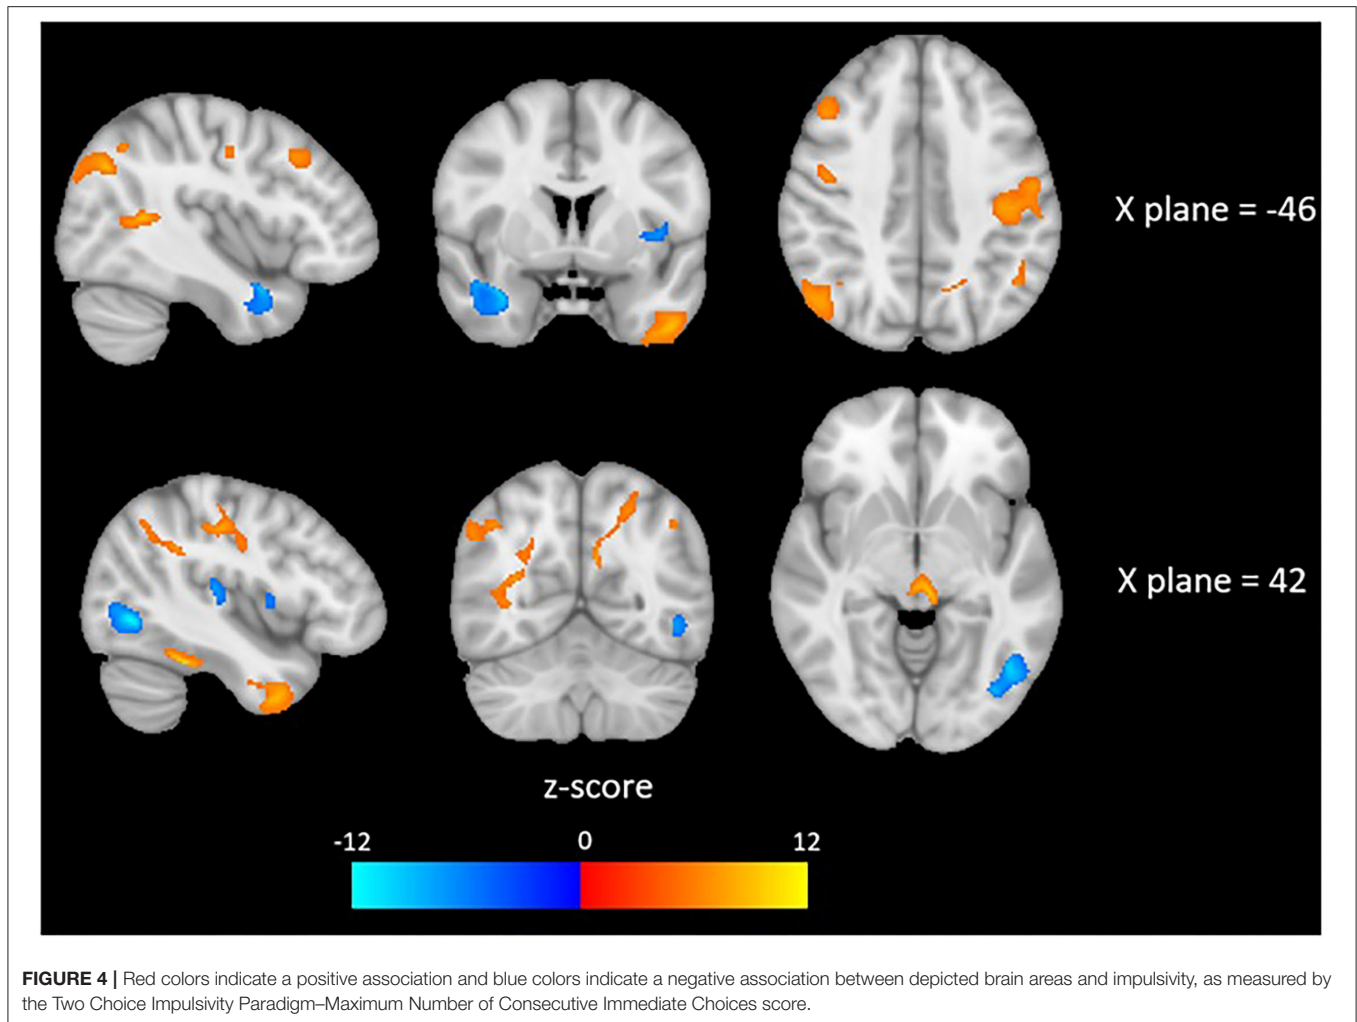 X plane = -46
X plane = 42
z-score
-12 0 12
FIGURE 4 | Red colors indicate a positive association and blue colors indicate a negative association between depicted brain areas and impulsivity, as measured by
the Two Choice Impulsivity Paradigm–Maximum Number of Consecutive Immediate Choices score.